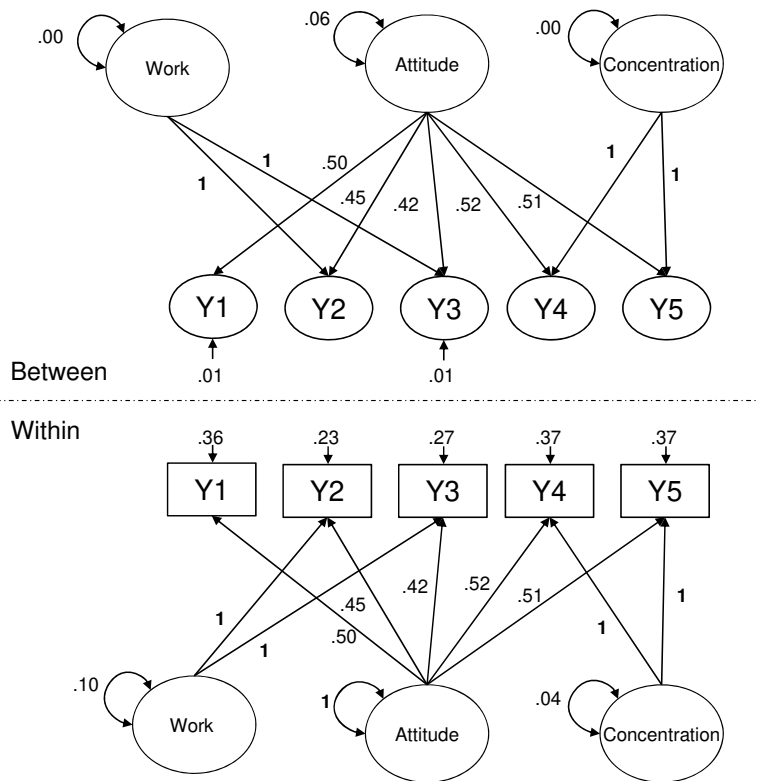 .00
.06
.00
Work
Attitude
Concentration
1
1
.50
.45
.42
.52
.51
1
1
Y1
Y2
Y3
Y4
Y5
.01
.01
Between
Within
.36
.23
.27
.37
.37
Y1
Y2
Y3
Y4
Y5
1
1
.45
.50
.42
.52
.51
1
1
.10
1
.04
Work
Attitude
Concentration